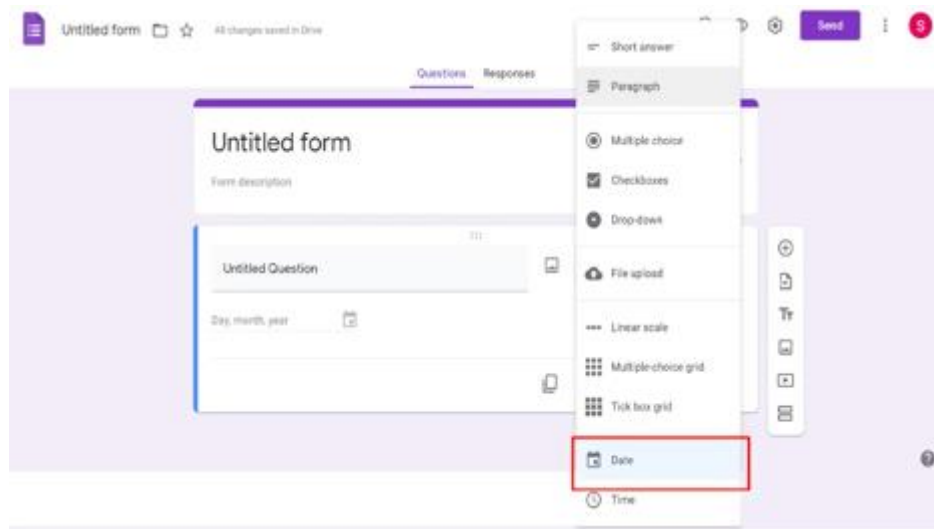 Untitled form
All changes saved in Drive
Send
S
Questions Responses
Untitled form
Form description
Untitled Question
Day, month, year
Short answer
Paragraph
Multiple choice
Checkboxes
Drop-down
File upload
Linear scale
Multiple-choice grid
Tick box grid
Date
Time
Tт